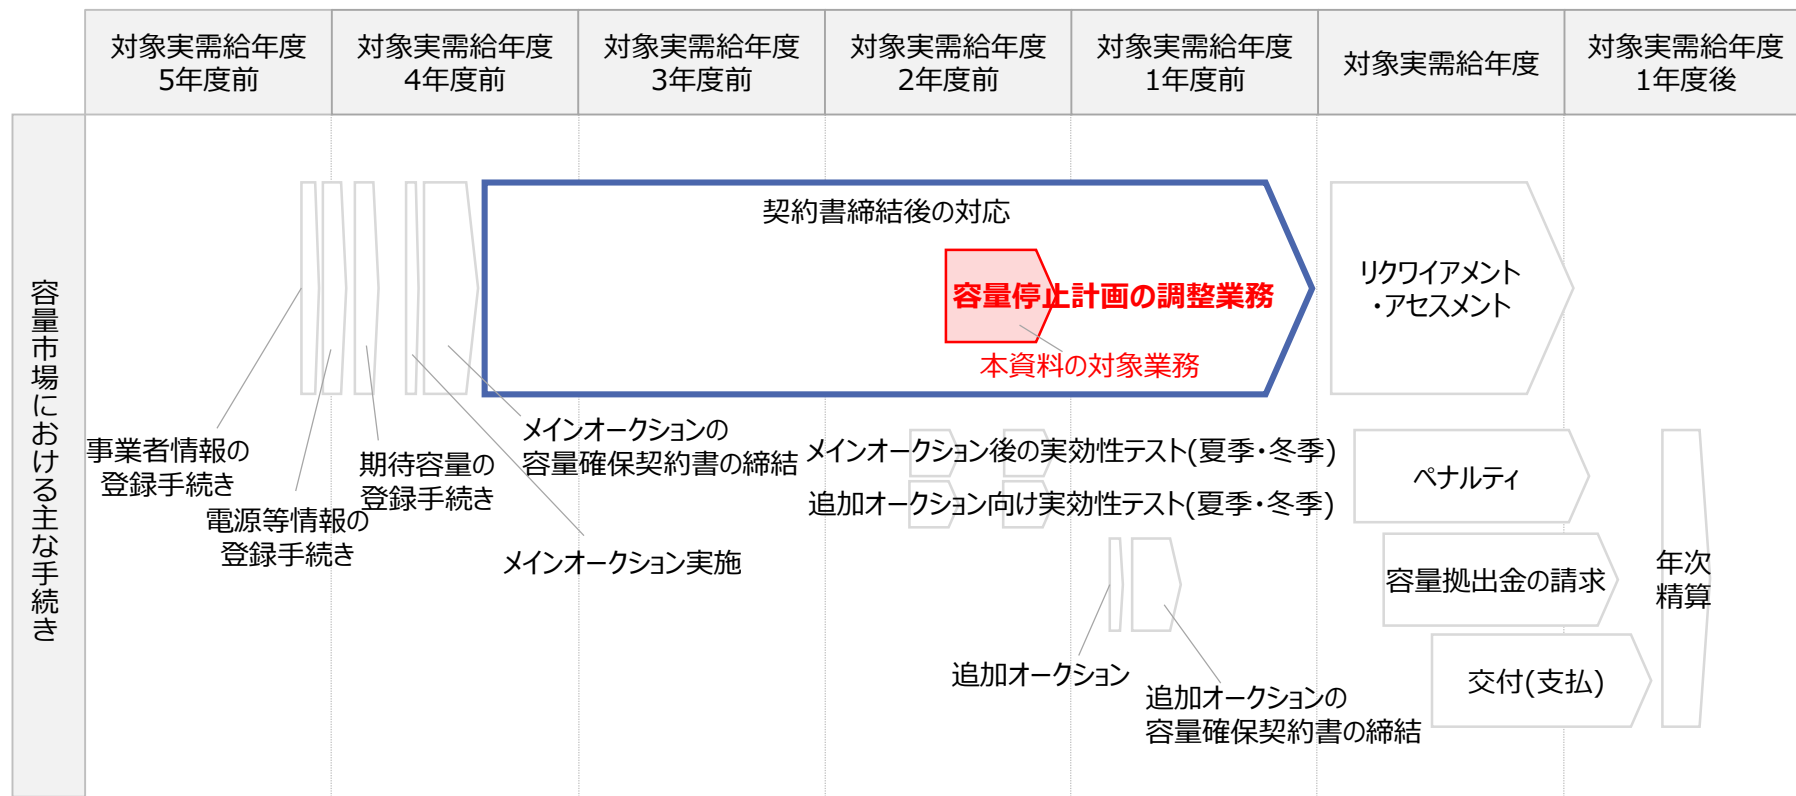 対象実需給年度
5年度前
対象実需給年度
4年度前
対象実需給年度
3年度前
対象実需給年度
2年度前
対象実需給年度
1年度前
対象実需給年度
対象実需給年度
1年度後
容量市場における主な手続き
契約書締結後の対応
容量停止計画の調整業務
本資料の対象業務
リクワイアメント
・アセスメント
事業者情報の
登録手続き
電源等情報の
登録手続き
期待容量の
登録手続き
メインオークションの
容量確保契約書の締結
メインオークション実施
メインオークション後の実効性テスト(夏季・冬季)
追加オークション向け実効性テスト(夏季・冬季)
追加オークション
追加オークションの
容量確保契約書の締結
ペナルティ
容量拠出金の請求
交付(支払)
年次
精算